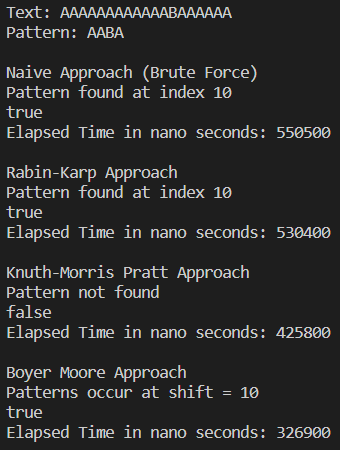 Text: AAAAAAAAAAAABAAAAAA
Pattern: AABA
Naive Approach (Brute Force)
Pattern found at index 10
true
Elapsed Time in nano seconds: 550500
Rabin-Karp Approach
Pattern found at index 10
true
Elapsed Time in nano seconds: 530400
Knuth-Morris Pratt Approach
Pattern not found
false
Elapsed Time in nano seconds: 425800
Boyer Moore Approach
Patterns occur at shift = 10
true
Elapsed Time in nano seconds: 326900